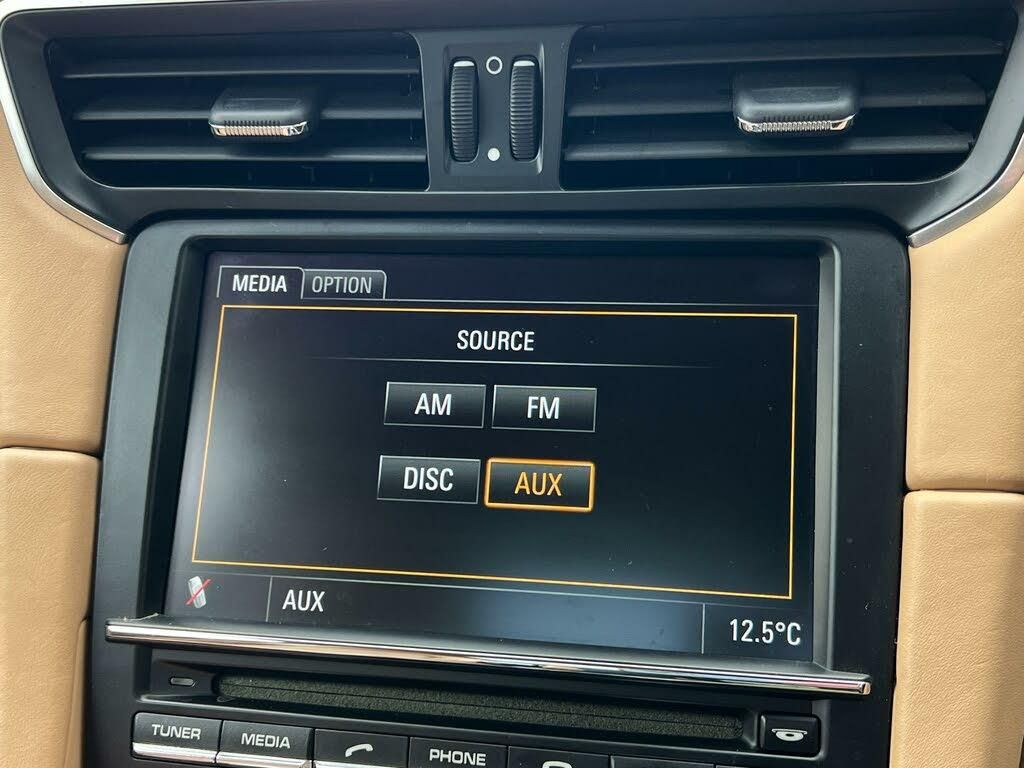 MEDIA OPTION
SOURCE
AM FM
DISC AUX
AUX 12.5°C
TUNER MEDIA PHONE